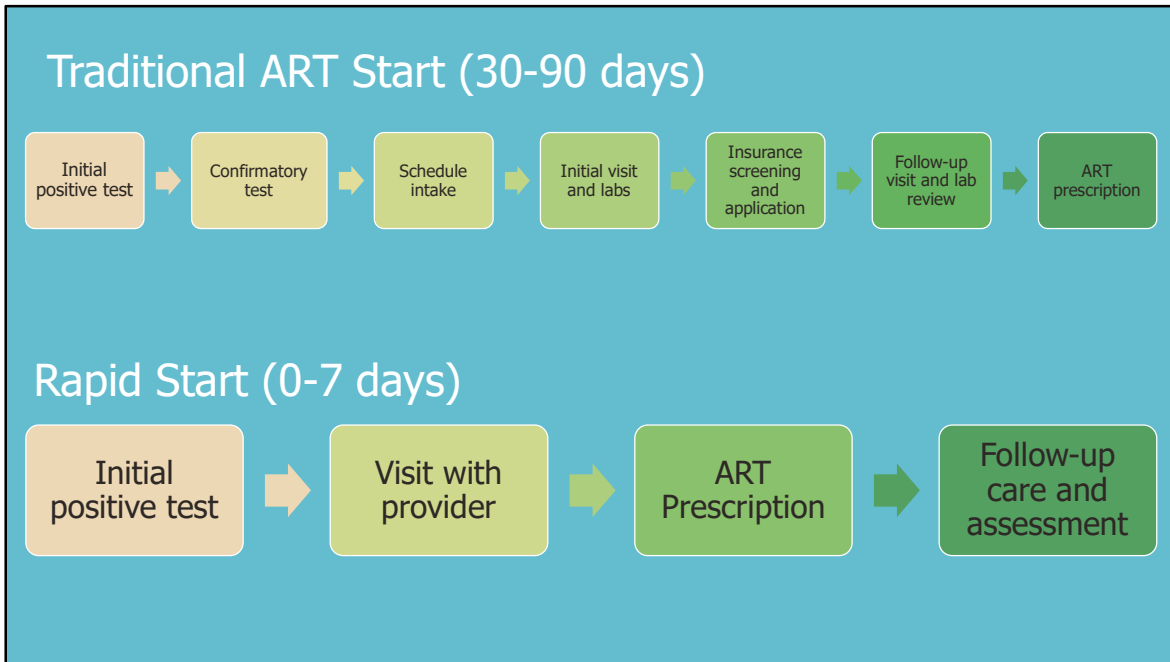 Traditional ART Start (30-90 days)
Initial
positive test
Confirmatory
test
Schedule
intake
Initial visit
and labs
Insurance
screening
and
application
Follow-up
visit and lab
review
ART
prescription
Rapid Start (0-7 days)
Initial
positive test
Visit with
provider
ART
Prescription
Follow-up
care and
assessment